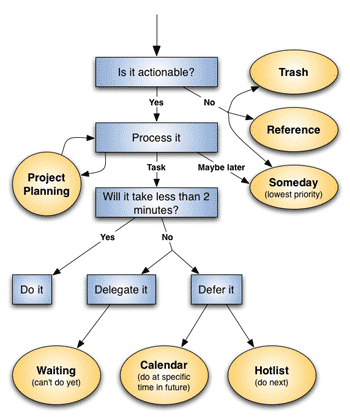 Is it actionable?
Trash
Yes
No
Reference
Process it
Task
Maybe later
Project
Planning
Someday
(lowest priority)
Will it take less than 2
minutes?
Yes
No
Do it
Delegate it
Defer it
Waiting
(can't do yet)
Calendar
(do at specific
time in future)
Hotlist
(do next)